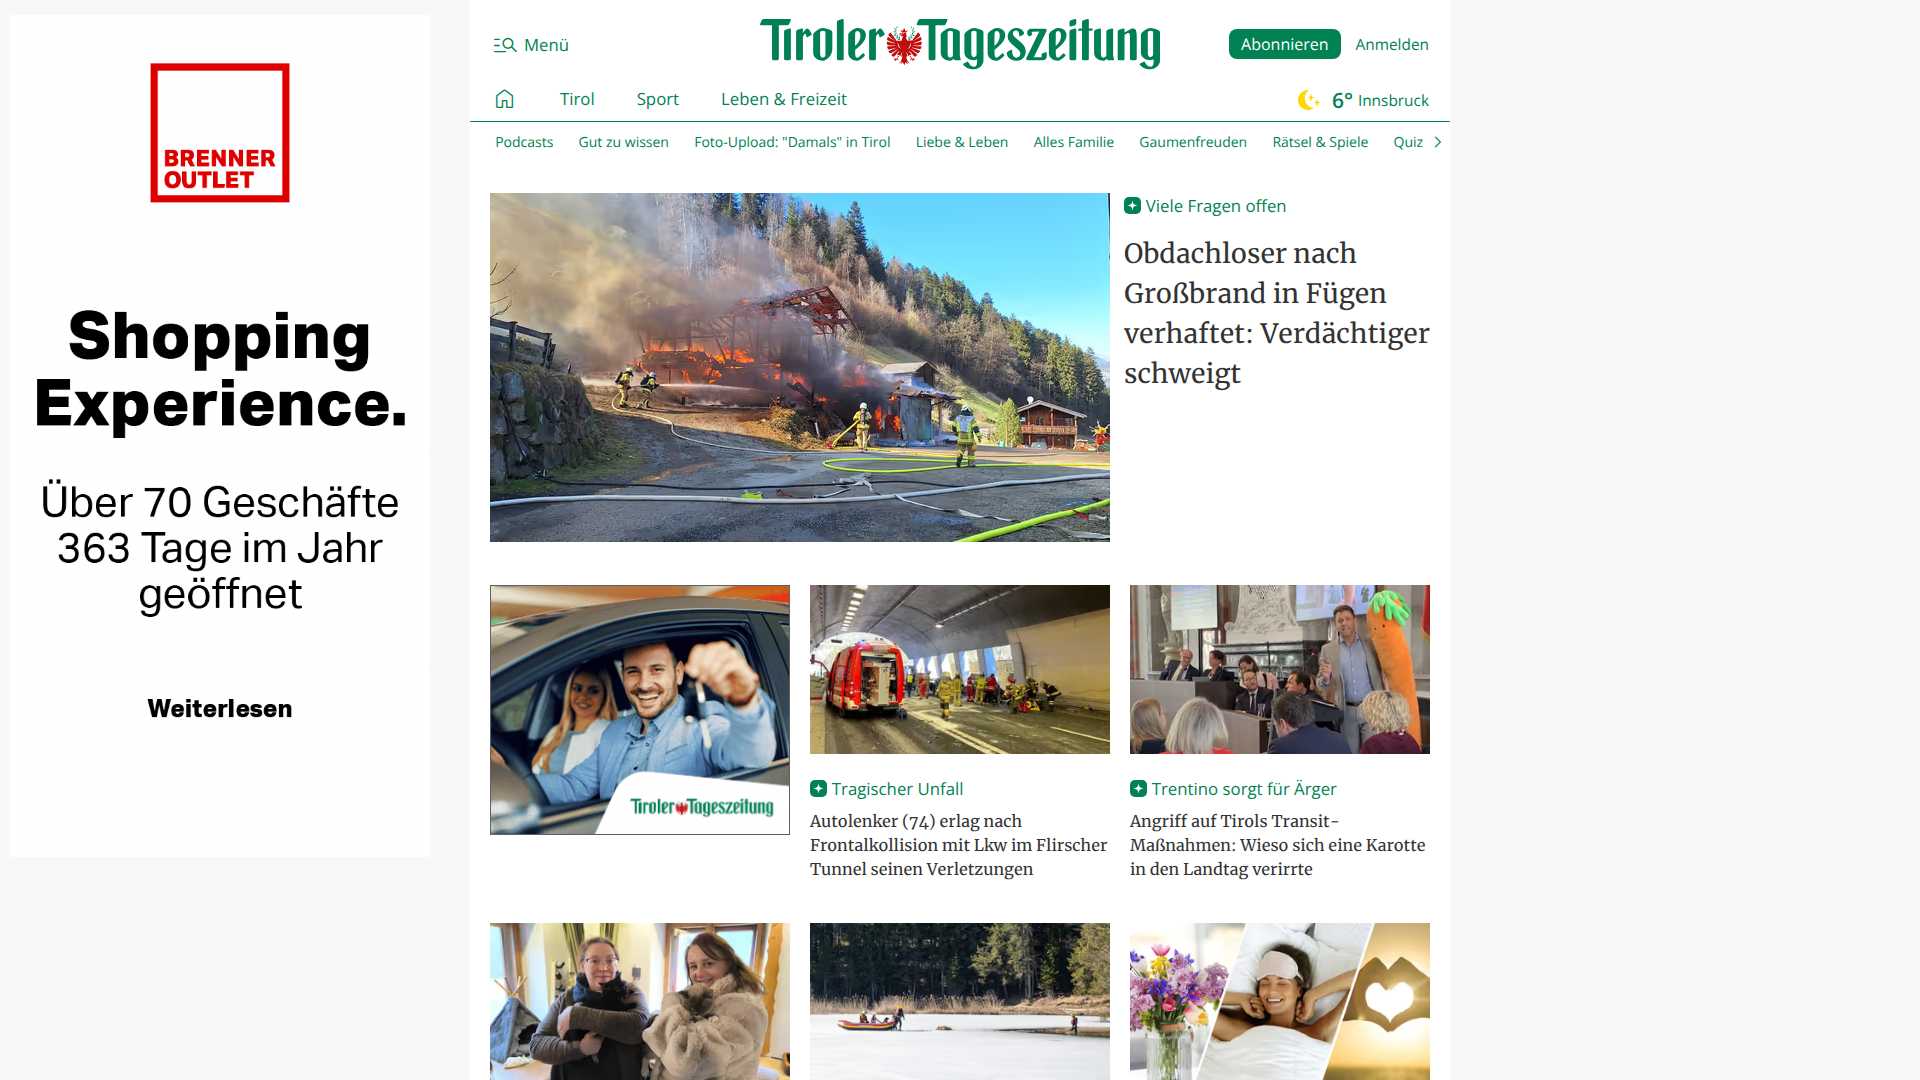 BRENNER
OUTLET
Shopping
Experience.
Über 70 Geschäfte
363 Tage im Jahr
geöffnet
Weiterlesen
Menü
Tiroler Tageszeitung
Abonnieren
Anmelden
Tirol
Sport
Leben & Freizeit
6° Innsbruck
Podcasts
Gut zu wissen
Foto-Upload: "Damals" in Tirol
Liebe & Leben
Alles Familie
Gaumenfreuden
Rätsel & Spiele
Quiz
Viele Fragen offen
Obdachloser nach
Großbrand in Fügen
verhaftet: Verdächtiger
schweigt
Tiroler Tageszeitung
Tragischer Unfall
Autolenker (74) erlag nach
Frontalkollision mit Lkw im Flirscher
Tunnel seinen Verletzungen
Trentino sorgt für Ärger
Angriff auf Tirols Transit-
Maßnahmen: Wieso sich eine Karotte
in den Landtag verirrte